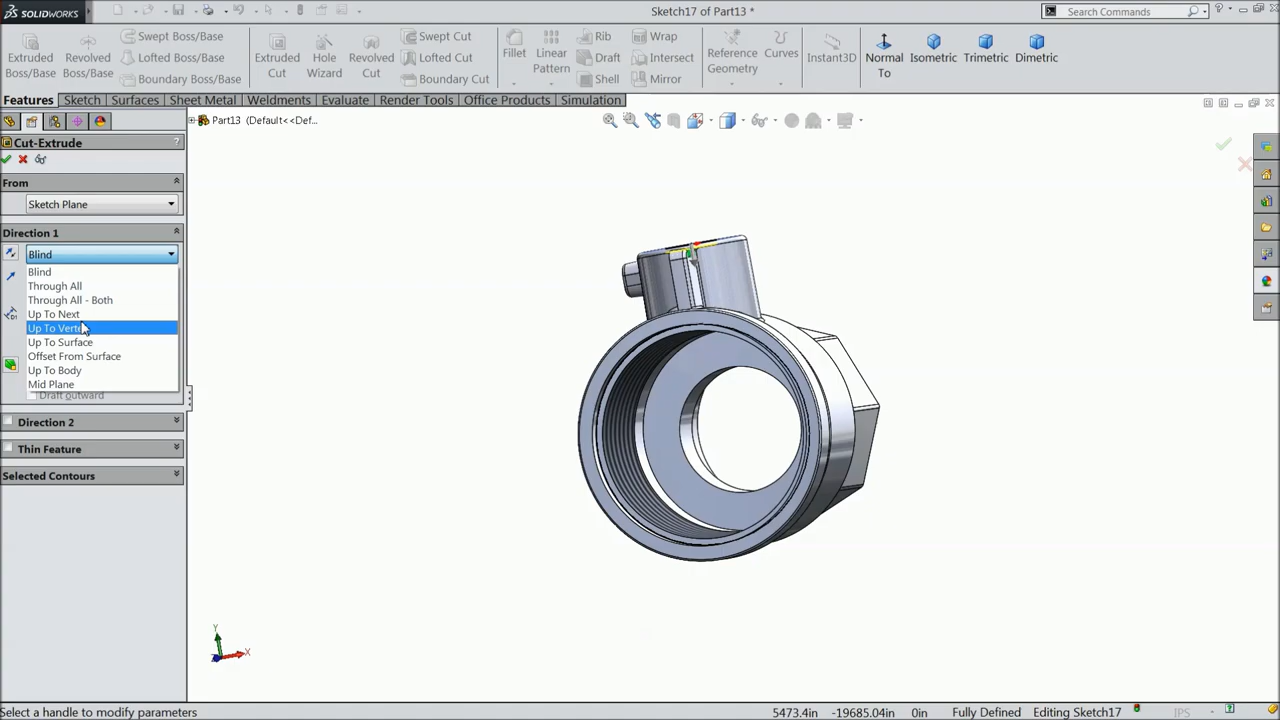 SOLIDWORKS
Sketch17 of Part13 *
Search Commands
Extruded Boss/Base
Revolved Boss/Base
Swept Boss/Base
Lofted Boss/Base
Boundary Boss/Base
Extruded Cut
Hole Wizard
Revolved Cut
Swept Cut
Lofted Cut
Boundary Cut
Fillet
Linear Pattern
Rib
Draft
Shell
Wrap
Intersect
Mirror
Reference Geometry
Curves
Instant3D
Normal To
Isometric
Trimetric
Dimetric
Features
Sketch
Surfaces
Sheet Metal
Weldments
Evaluate
Render Tools
Office Products
Simulation
Part13 (Default<<Def...
Cut-Extrude
?
From
Sketch Plane
Direction 1
Blind
Blind
Through All
Through All - Both
Up To Next
Up To Verte
Up To Surface
Offset From Surface
Up To Body
Mid Plane
Draft outward
Direction 2
Thin Feature
Selected Contours
Y
X
Select a handle to modify parameters
5473.4in
-19685.04in
0in
Fully Defined
Editing Sketch17
IPS